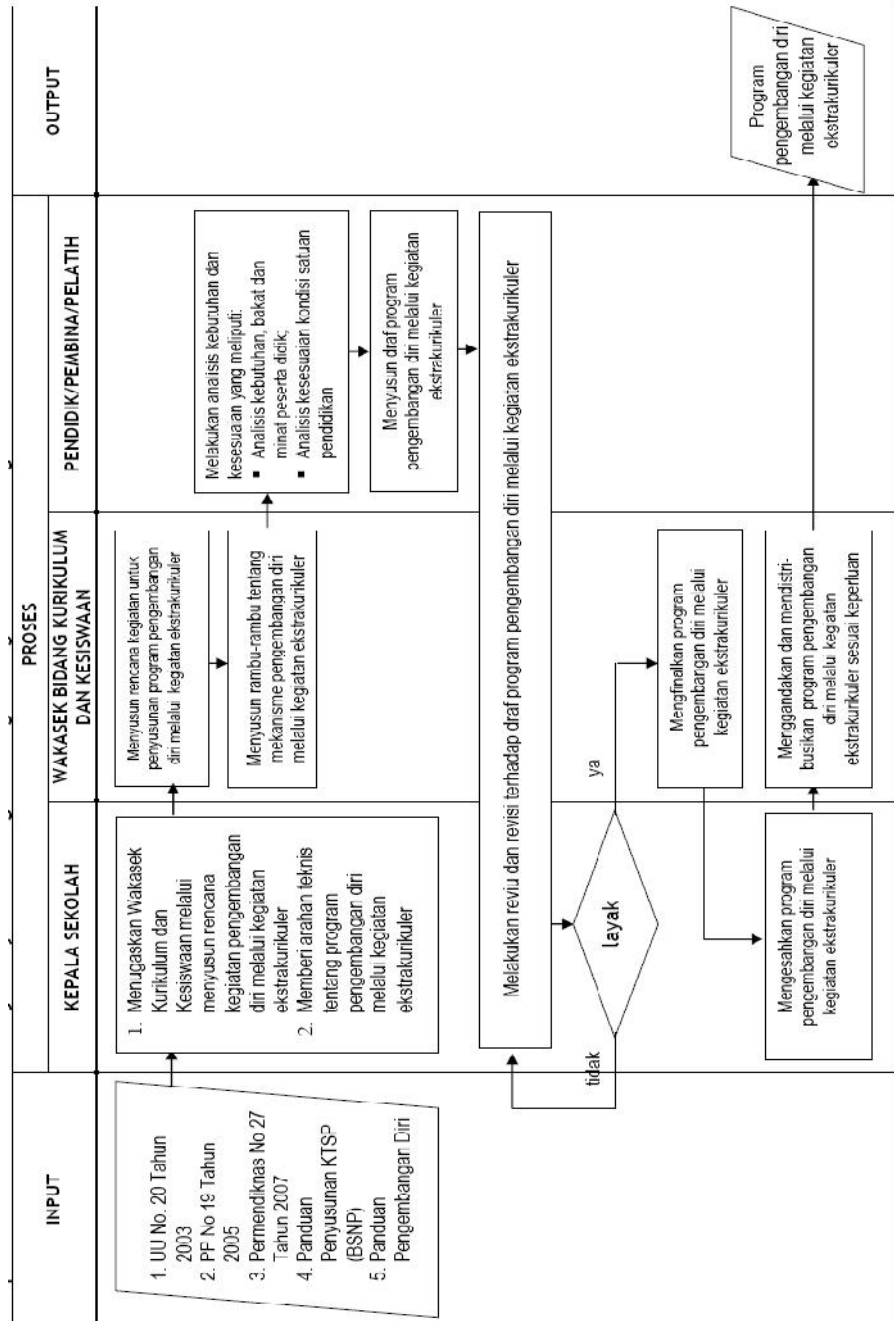 INPUT
PROSES
OUTPUT
KEPALA SEKOLAH
WAKASEK BIDANG KURIKULUM
DAN KESISWAAN
PENDIDIK/PEMBINA/PELATIH
1. UU No. 20 Tahun
2003
2. PF No 19 Tahun
2005
3. Permendiknas No 27
Tahun 2007
4. Panduan
Penyusunan KTSP
(BSNP)
5. Panduan
Pengembangan Diri
1. Menugaskan Wakasek
Kurikulum dan
Kesiswaan melalui
menyusun rencana
kegiatan pengembangan
diri melalui kegiatan
ekstrakurikuler
2. Memberi arahan teknis
tentang program
pengembangan diri
melalui kegiatan
ekstrakurikuler
Menyusun rencana kegiatan untuk
penyusunan program pengembangan
diri melalui kegiatan ekstrakurikuler
Menyusun rambu-rambu tentang
mekanisme pengembangan diri
melalui kegiatan ekstrakurikuler
Melakukan analisis kebutuhan dan
kesesuaian yang meliputi:
▪ Analisis kebutuhan, bakat dan
minat peserta didik;
▪ Analisis kesesuaian kondisi satuan
pendidikan
Menyusun draf program
pengembangan diri melalui kegiatan
ekstrakurikuler
Melakukan reviu dan revisi terhadap draf program pengembangan diri melalui kegiatan ekstrakurikuler
tidak
layak
ya
Mengfinalkan program
pengembangan diri melalui
kegiatan ekstrakurikuler
Mengesahkan program
pengembangan diri melalui
kegiatan ekstrakurikuler
Menggandakan dan mendistri-
busikan program pengembangan
diri melalui kegiatan
ekstrakurikuler sesuai keperluan
Program
pengembangan diri
melalui kegiatan
ekstrakurikuler